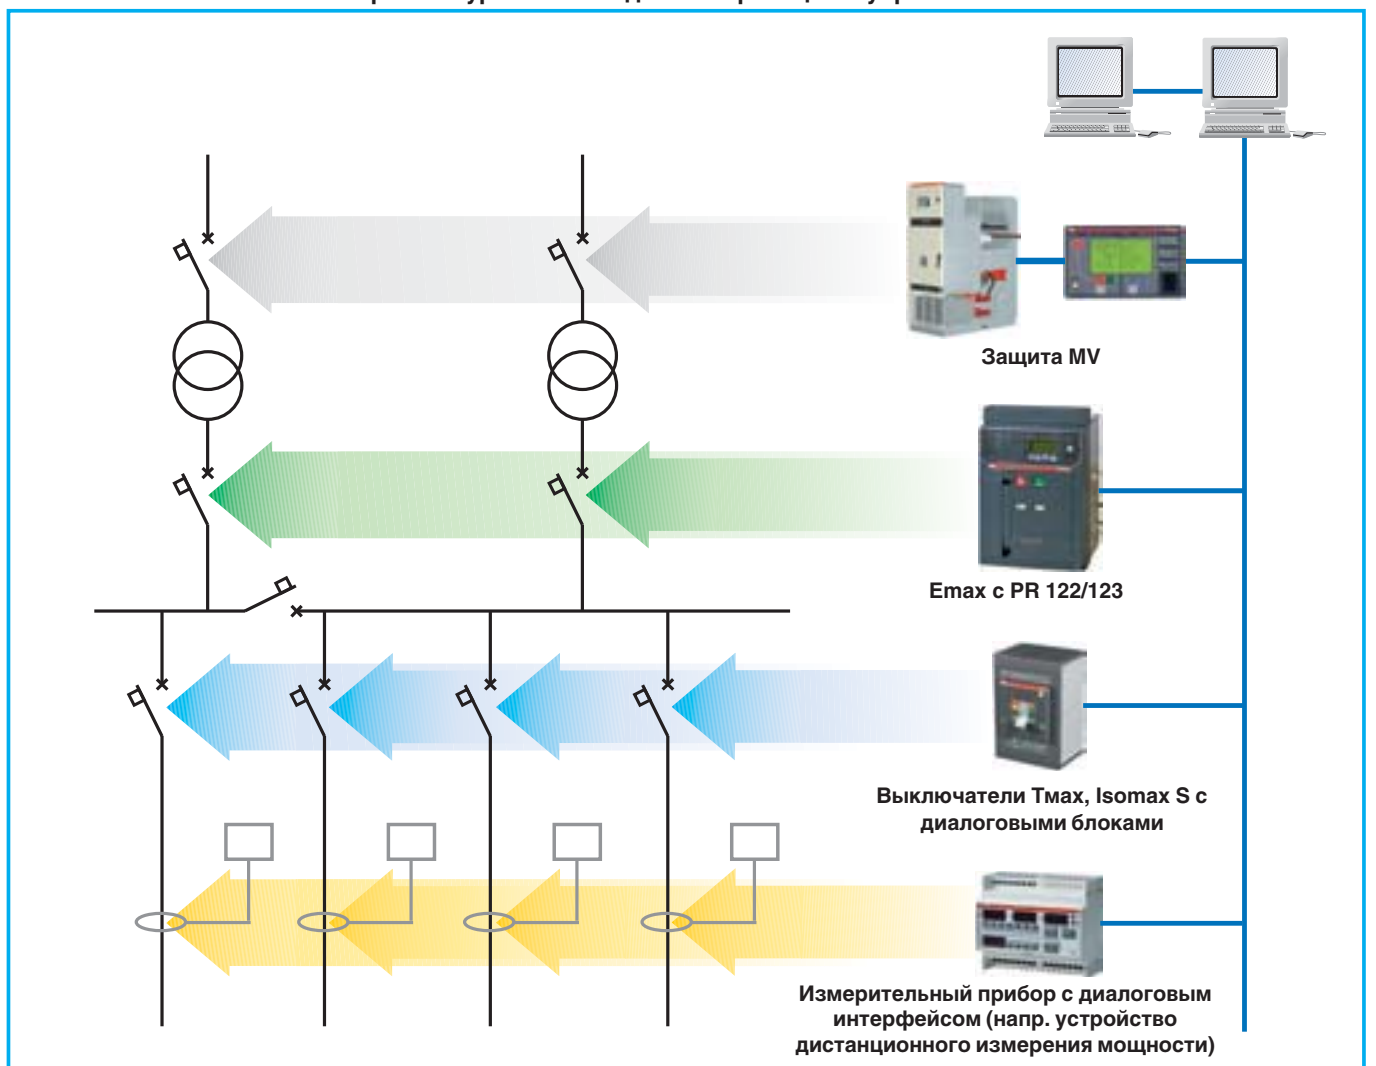 Защита MV
Emax с PR 122/123
Выключатели Tмах, Isomax S с
диалоговыми блоками
Измерительный прибор с диалоговым
интерфейсом (напр. устройство
дистанционного измерения мощности)